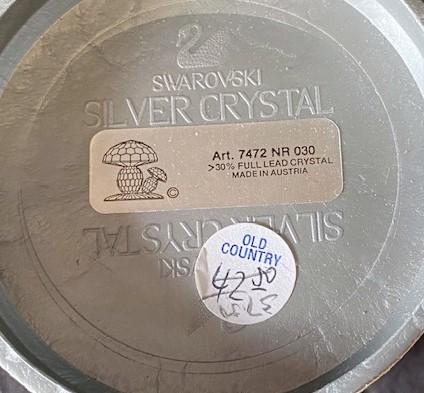 SWAROVSKI
SILVER CRYSTAL
Art. 7472 NR 030
>30% FULL LEAD CRYSTAL
MADE IN AUSTRIA
©
SILVER CRYSTAL
OLD
COUNTRY
42.50